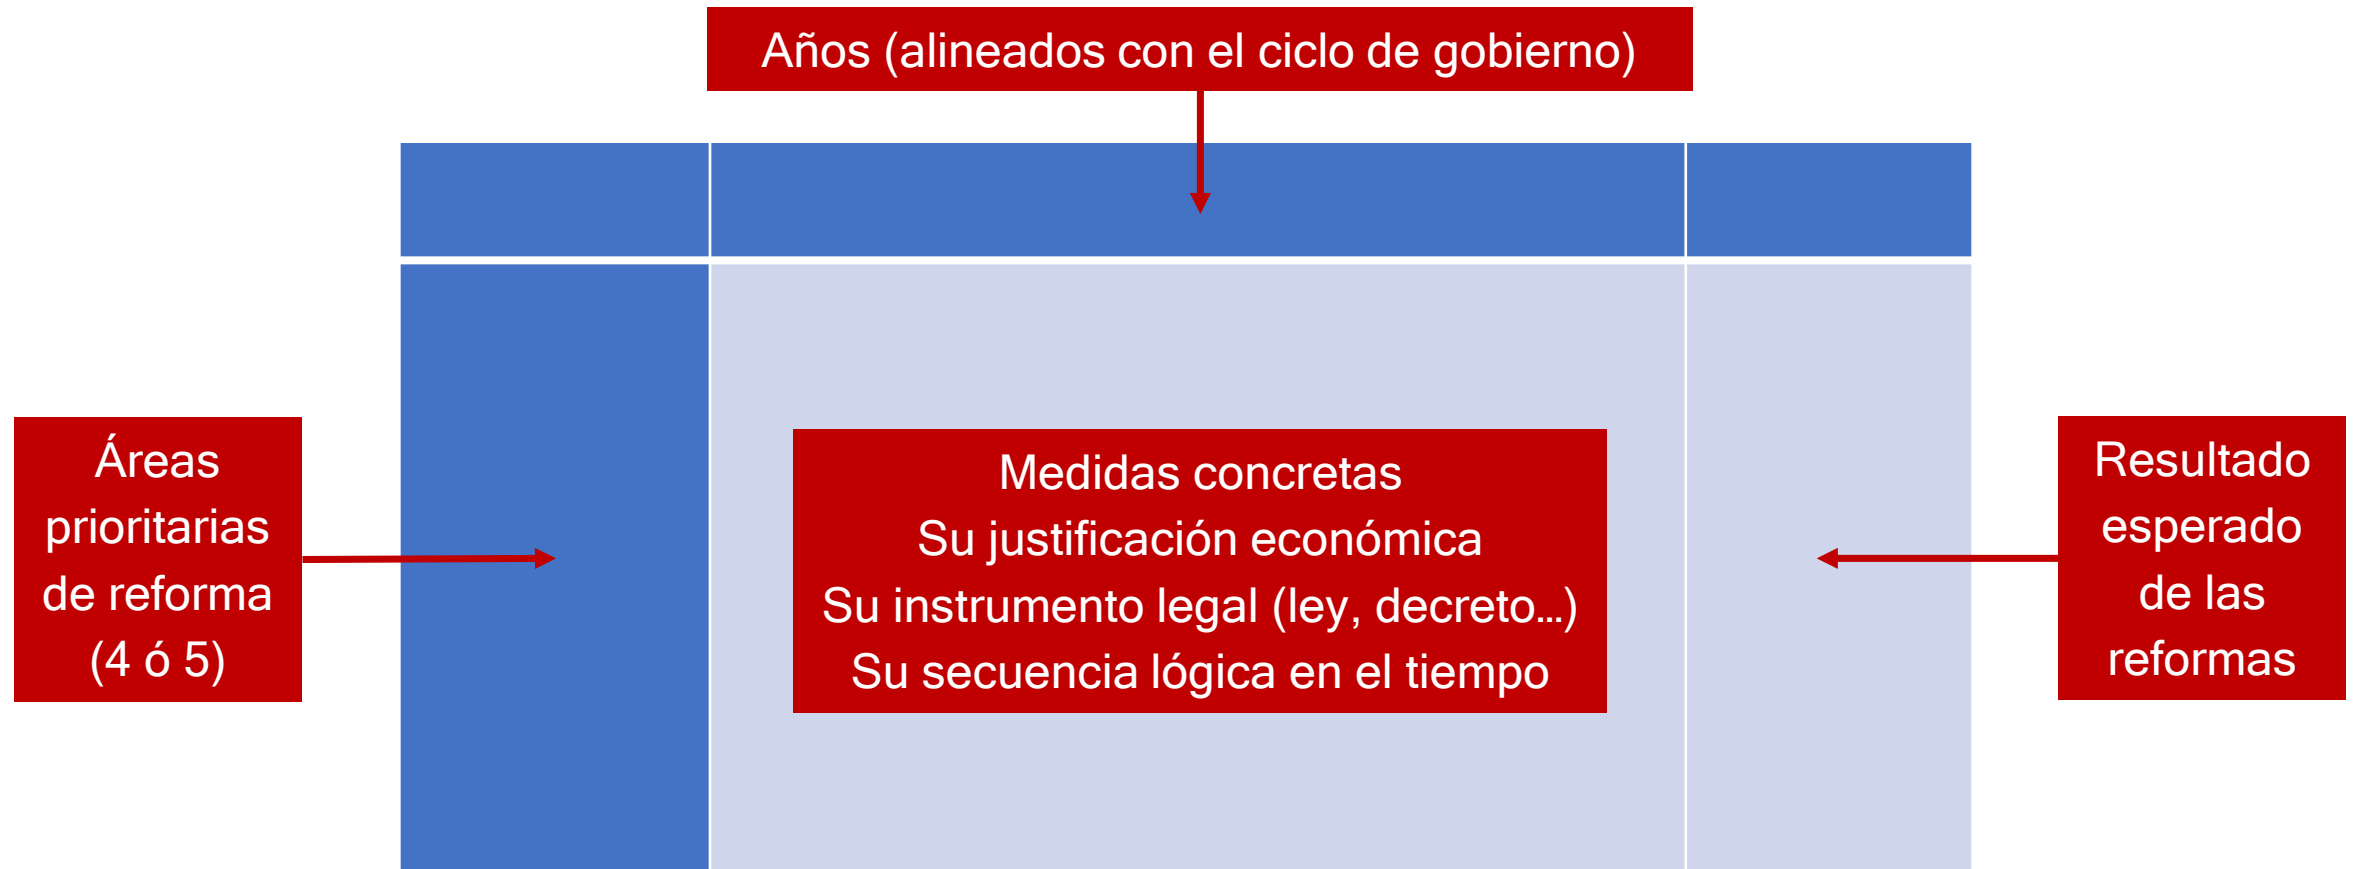 Años (alineados con el ciclo de gobierno)
Áreas
prioritarias
de reforma
(4 ó 5)
Medidas concretas
Su justificación económica
Su instrumento legal (ley, decreto…)
Su secuencia lógica en el tiempo
Resultado
esperado
de las
reformas